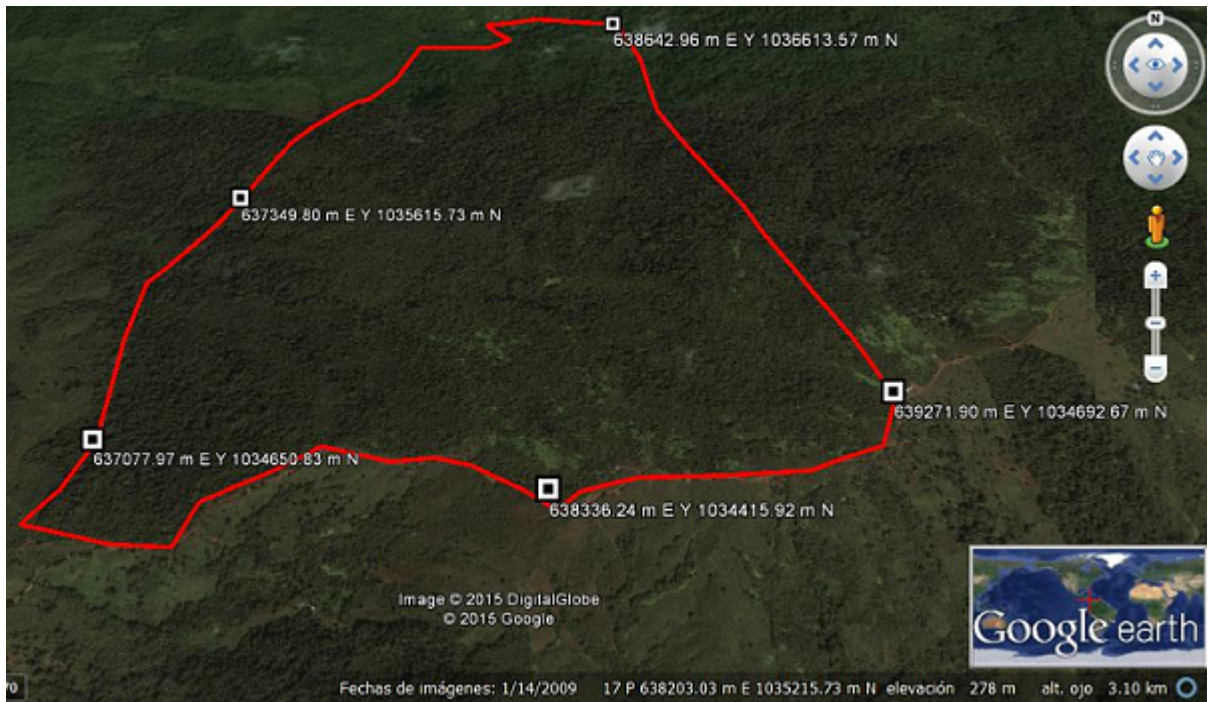 N
638642.96 m E Y 1036613.57 m N
637349.80 m E Y 1035615.73 m N
639271.90 m E Y 1034692.67 m N
637077.97 m E Y 1034650.83 m N
638336.24 m E Y 1034415.92 m N
Image © 2015 DigitalGlobe
© 2015 Google
Google earth
Fechas de imágenes: 1/14/2009 17 P 638203.03 m E 1035215.73 m N elevación 278 m alt. ojo 3.10 km